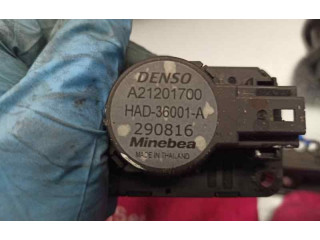 DENSO
A21201700
HAD-36001-A
290816
Minebea
MADE IN THAILAND